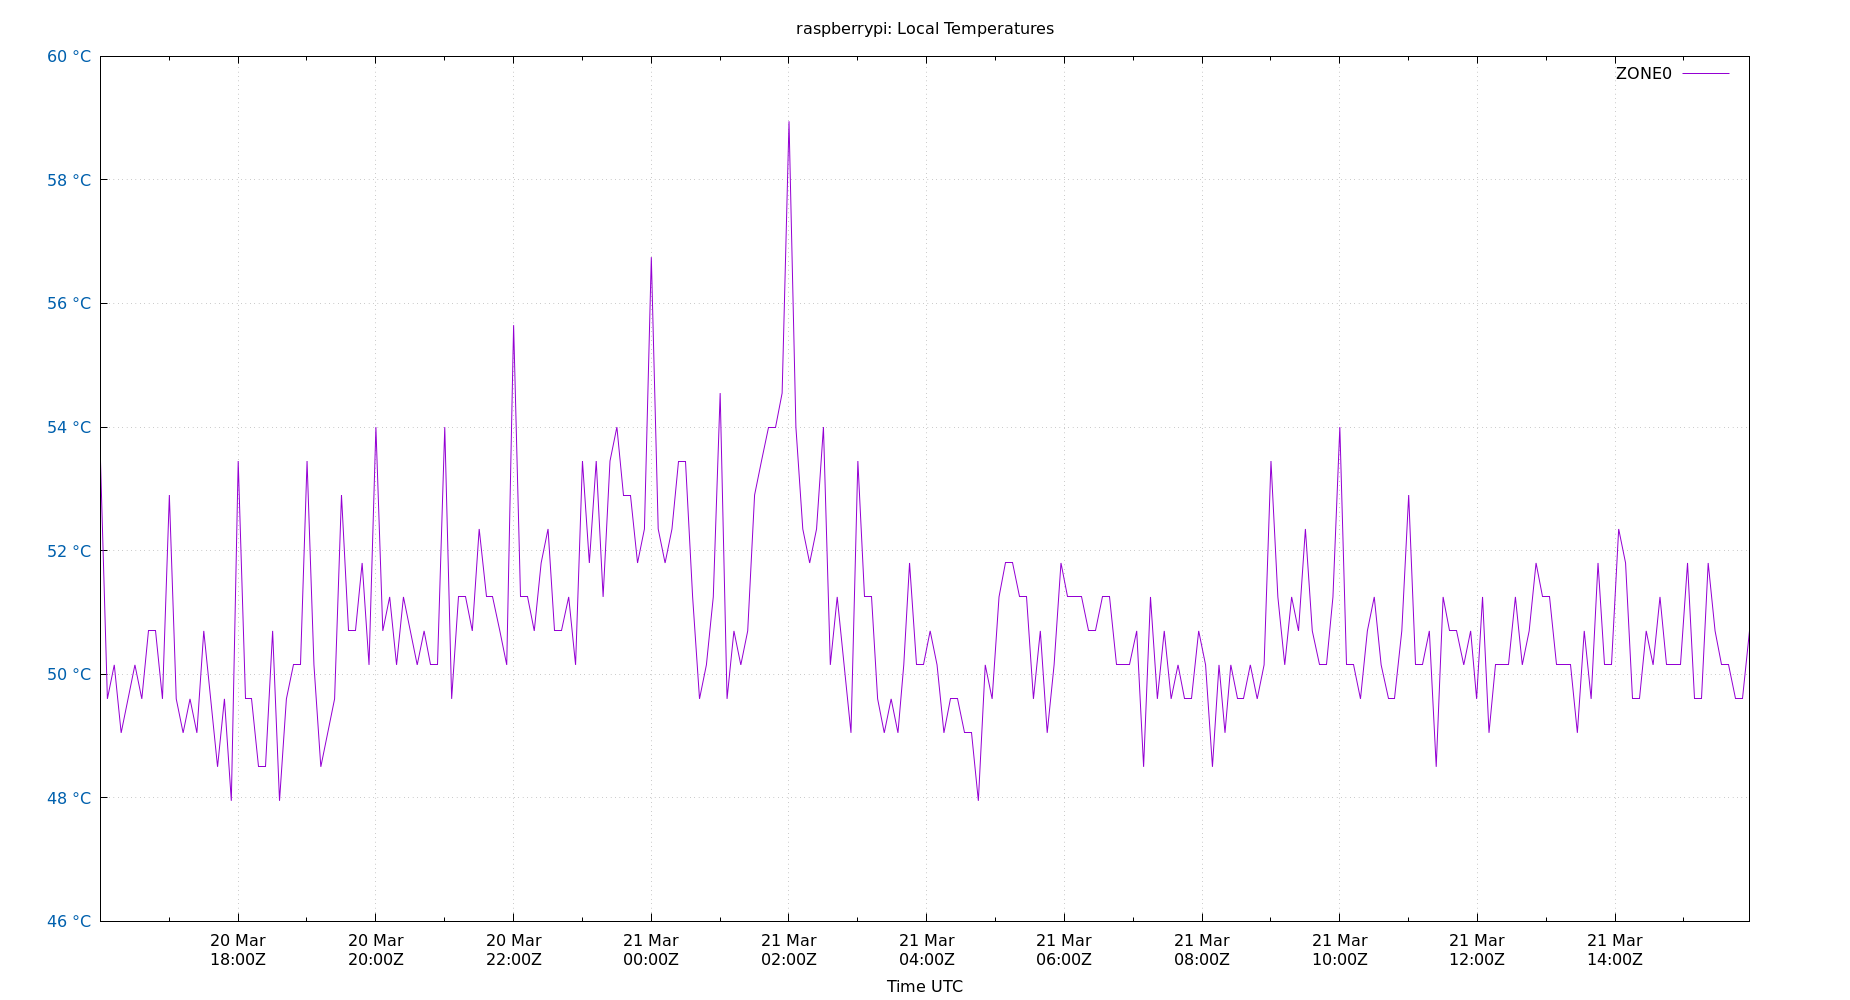 raspberrypi: Local Temperatures
60 °C
ZONE0
58 °C
56 °C
54 °C
52 °C
50 °C
48 °C
46 °C
20 Mar 20 Mar 20 Mar 21 Mar 21 Mar 21 Mar 21 Mar 21 Mar 21 Mar 21 Mar 21 Mar
18:00Z 20:00Z 22:00Z 00:00Z 02:00Z 04:00Z 06:00Z 08:00Z 10:00Z 12:00Z 14:00Z
Time UTC